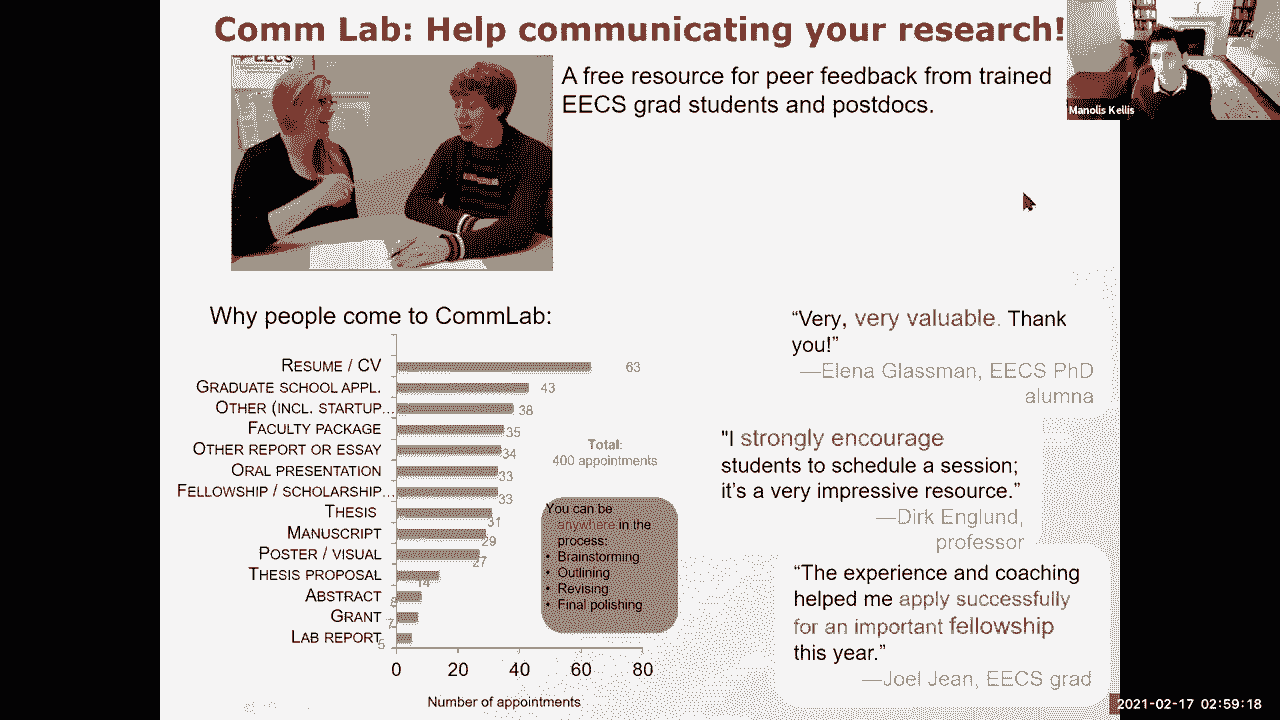 Comm Lab: Help communicating your research!
EECS
A free resource for peer feedback from trained
EECS grad students and postdocs.
Manolis Kellis
Why people come to CommLab:
RESUME / CV 63
GRADUATE SCHOOL APPL. 43
OTHER (INCL. STARTUP... 38
FACULTY PACKAGE 35
OTHER REPORT OR ESSAY 34
ORAL PRESENTATION 33
FELLOWSHIP / SCHOLARSHIP... 33
THESIS 31
MANUSCRIPT 29
POSTER / VISUAL 27
THESIS PROPOSAL 14
ABSTRACT 8
GRANT 7
LAB REPORT 5
0 20 40 60 80
Number of appointments
Total:
400 appointments
You can be
anywhere in the
process:
• Brainstorming
• Outlining
• Revising
• Final polishing
“Very, very valuable. Thank
you!”
—Elena Glassman, EECS PhD
alumna
"I strongly encourage
students to schedule a session;
it’s a very impressive resource.”
—Dirk Englund,
professor
“The experience and coaching
helped me apply successfully
for an important fellowship
this year.”
—Joel Jean, EECS grad
2021-02-17 02:59:18